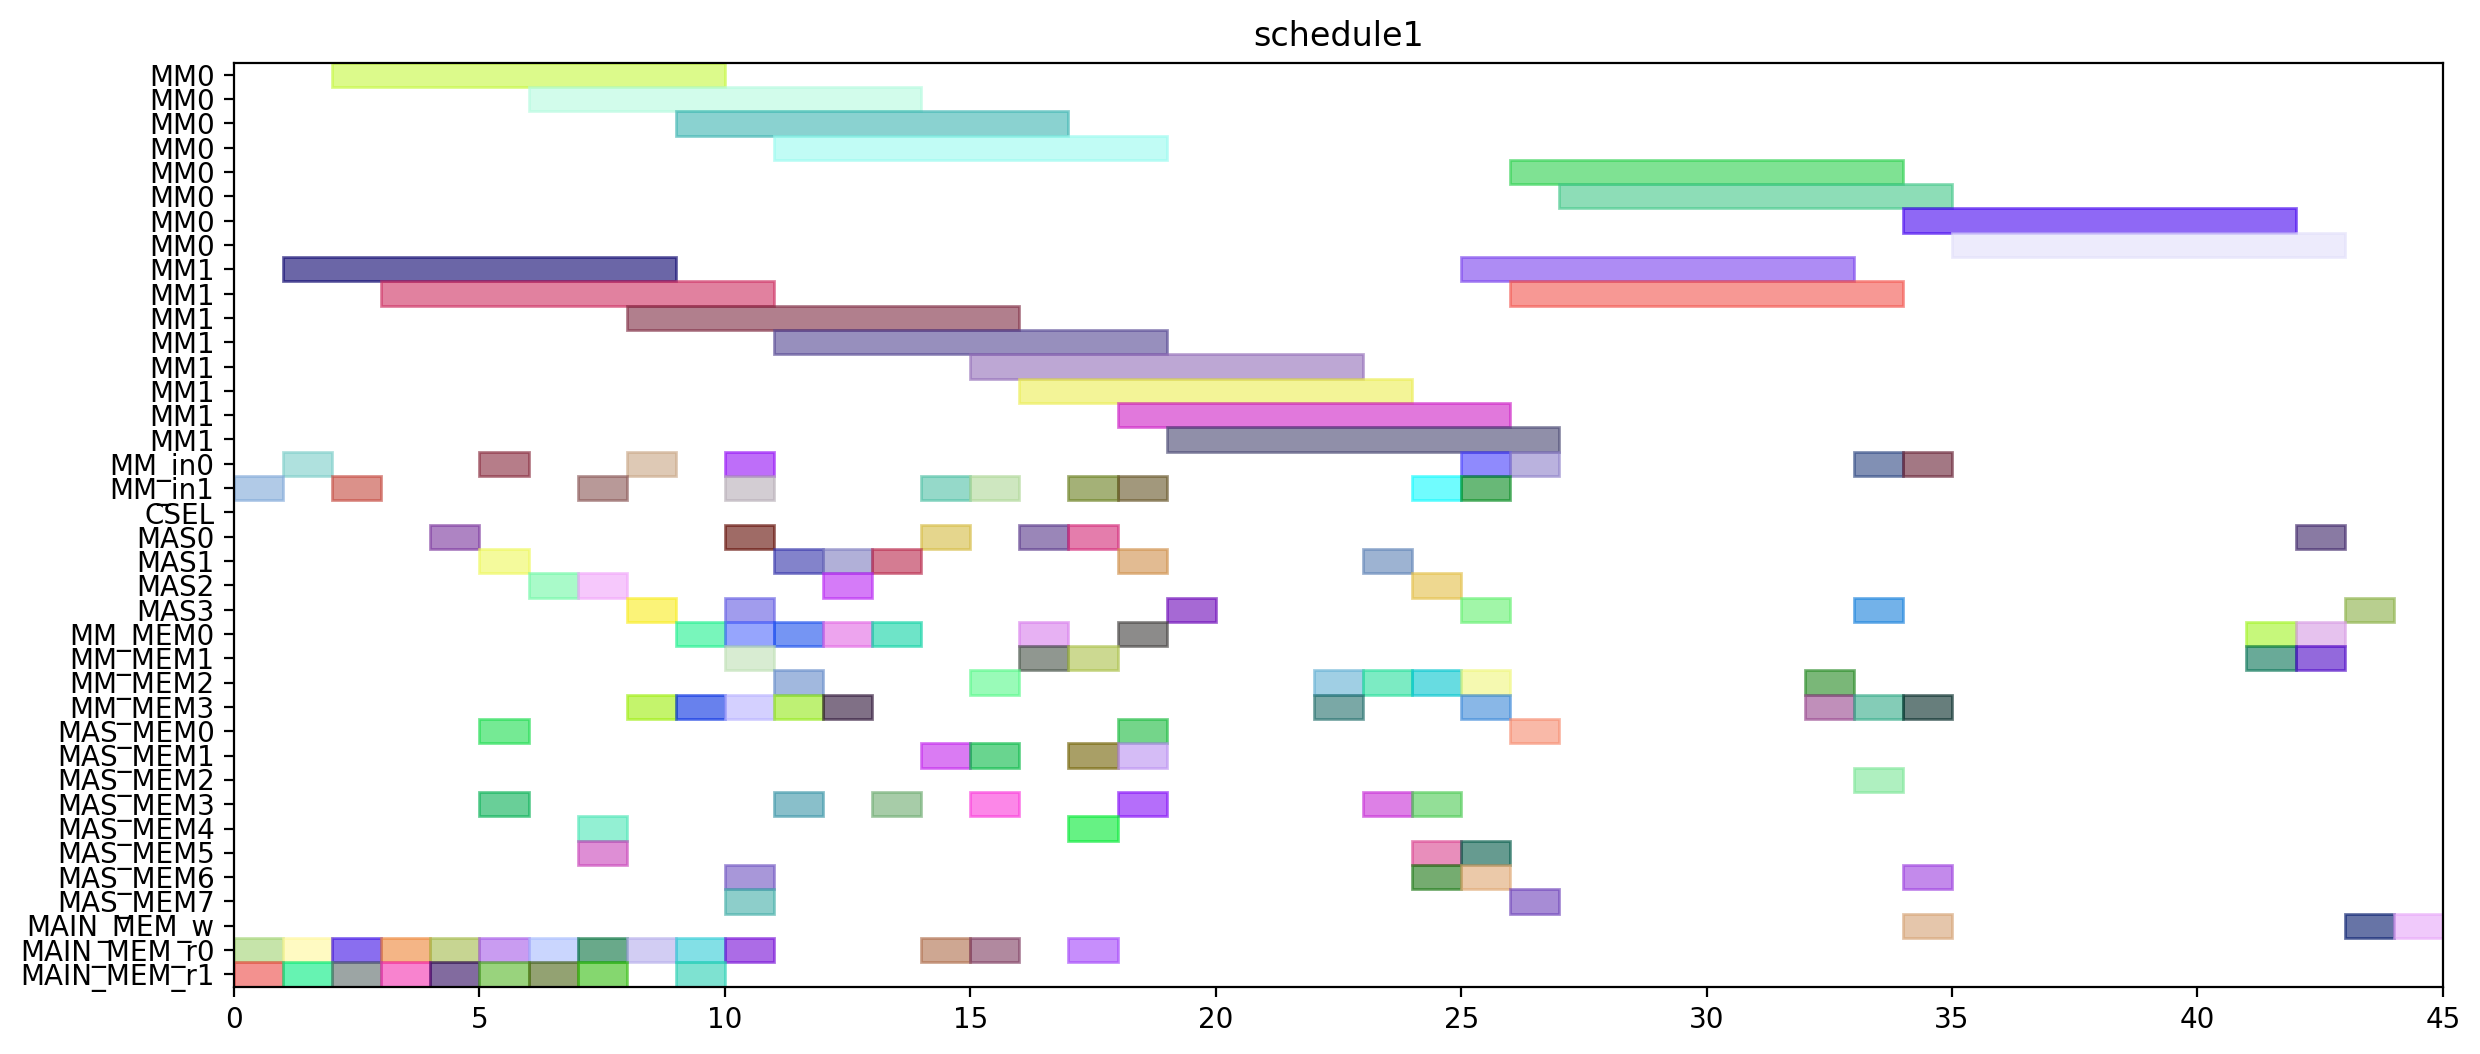 schedule1
MM0
MM0
MM0
MM0
MM0
MM0
MM0
MM0
MM1
MM1
MM1
MM1
MM1
MM1
MM1
MM1
MM_in0
MM_in1
CSEL
MAS0
MAS1
MAS2
MAS3
MM_MEM0
MM_MEM1
MM_MEM2
MM_MEM3
MAS_MEM0
MAS_MEM1
MAS_MEM2
MAS_MEM3
MAS_MEM4
MAS_MEM5
MAS_MEM6
MAS_MEM7
MAIN_MEM_w
MAIN_MEM_r0
MAIN_MEM_r1
0 5 10 15 20 25 30 35 40 45